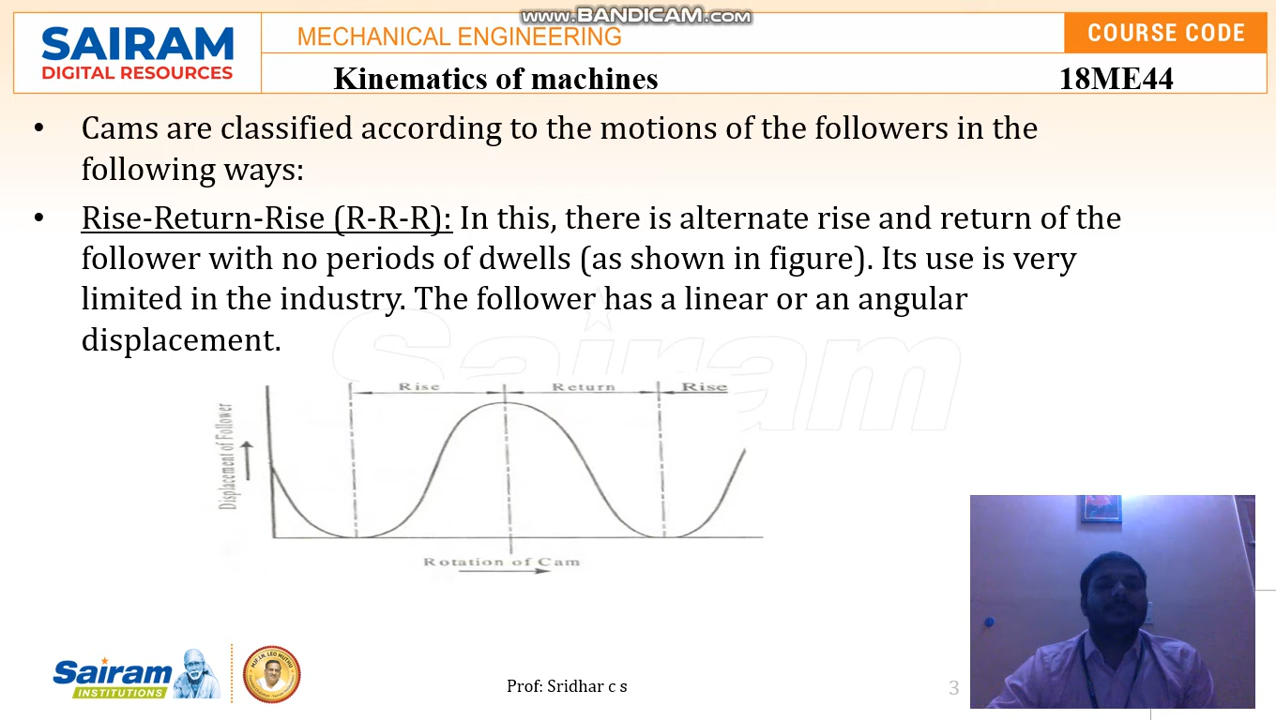 www.BANDICAM.com
SAIRAM
DIGITAL RESOURCES
MECHANICAL ENGINEERING
COURSE CODE
Kinematics of machines
18ME44
• Cams are classified according to the motions of the followers in the
following ways:
• Rise-Return-Rise (R-R-R): In this, there is alternate rise and return of the
follower with no periods of dwells (as shown in figure). Its use is very
limited in the industry. The follower has a linear or an angular
displacement.
Sairam
Rise
Return
Rise
Displacement of Follower
Rotation of Cam
Sairam
INSTITUTIONS
Prof: Sridhar c s
3